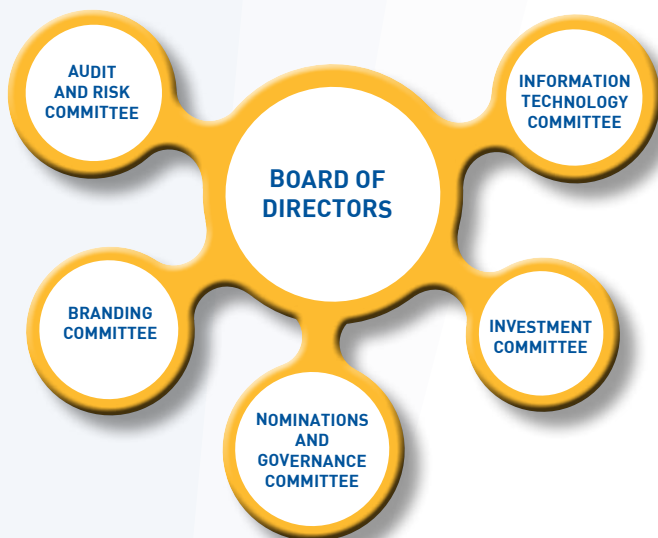 AUDIT
AND RISK
COMMITTEE
INFORMATION
TECHNOLOGY
COMMITTEE
BOARD OF
DIRECTORS
BRANDING
COMMITTEE
INVESTMENT
COMMITTEE
NOMINATIONS
AND
GOVERNANCE
COMMITTEE